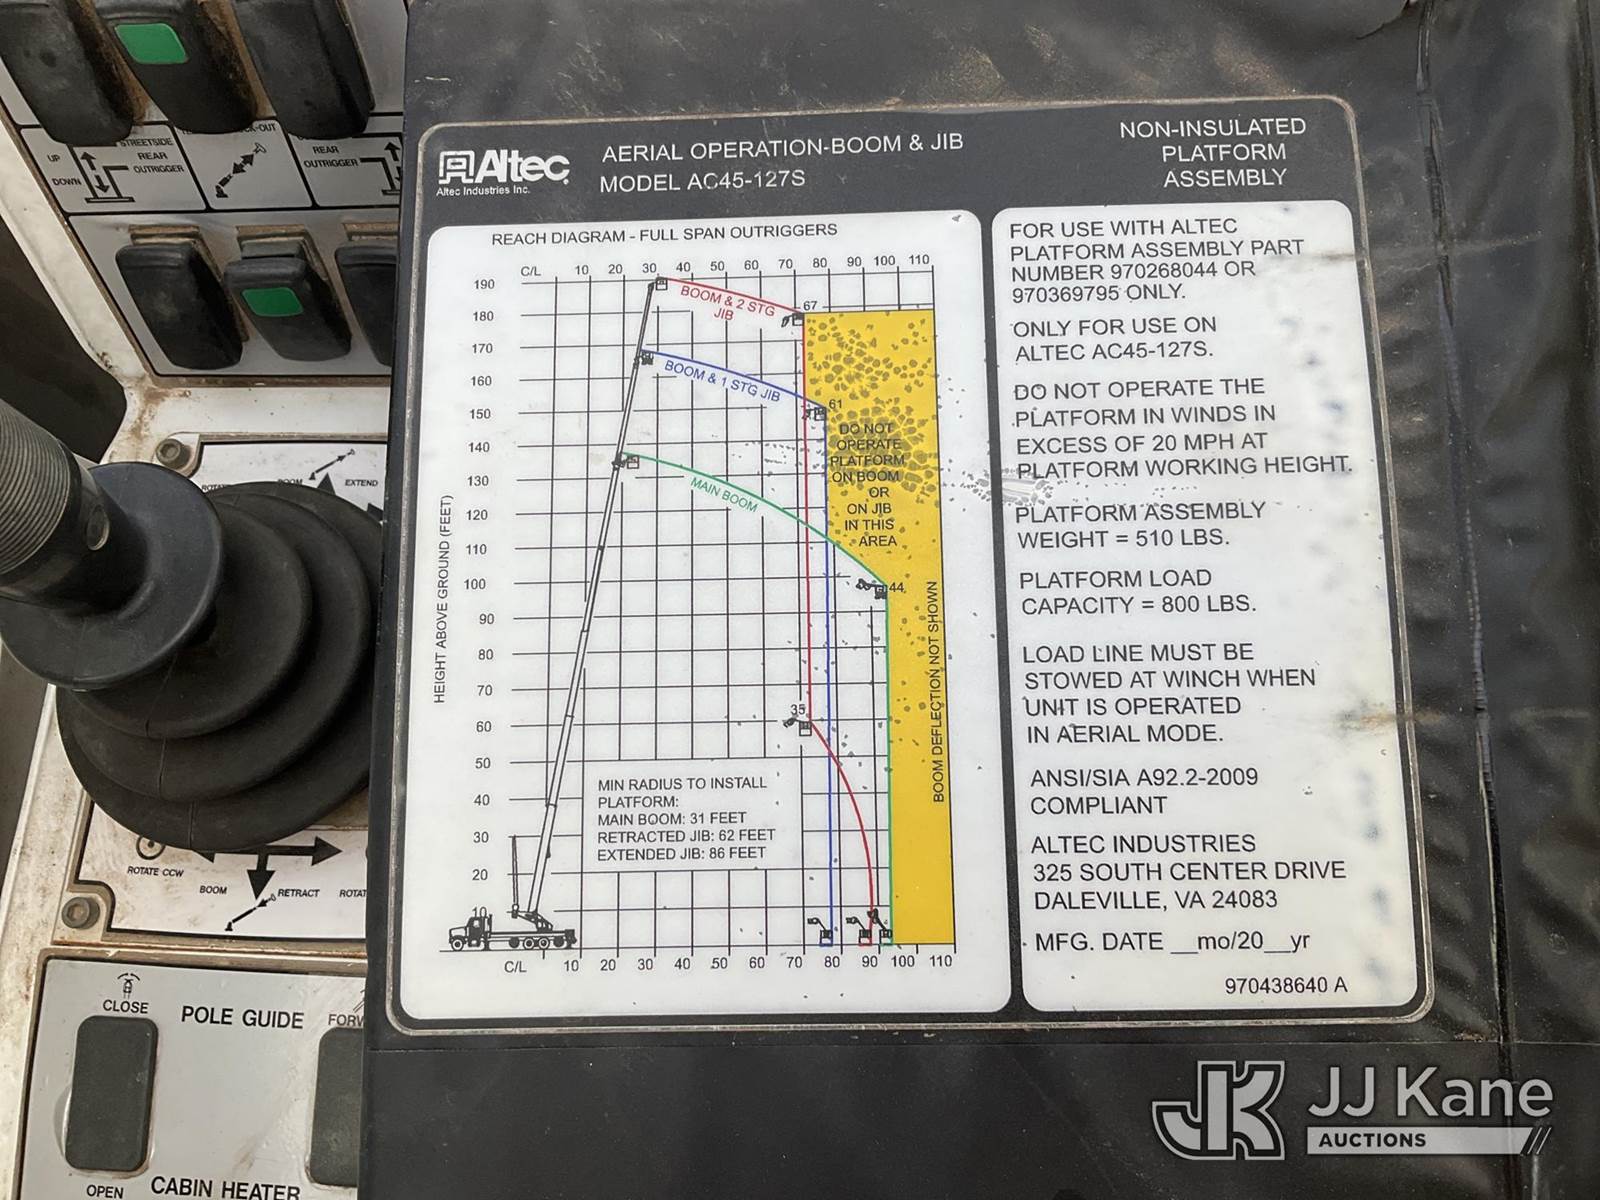 UP
DOWN
STREETSIDE
REAR
OUTRIGGER
REAR
OUTRIGGER
BOOM
EXTEND
ROTATE CCW
BOOM
RETRACT
CLOSE
POLE GUIDE
OPEN
CABIN HEATER
Altec
Altec Industries Inc.
AERIAL OPERATION-BOOM & JIB
MODEL AC45-127S
NON-INSULATED
PLATFORM
ASSEMBLY
REACH DIAGRAM - FULL SPAN OUTRIGGERS
C/L 10 20 30 40 50 60 70 80 90 100 110
190
180
170
160
150
140
130
120
110
100
90
80
70
60
50
40
30
20
10
HEIGHT ABOVE GROUND (FEET)
BOOM & 2 STG
JIB
67
BOOM & 1 STG JIB
61
MAIN BOOM
44
35
DO NOT
OPERATE
PLATFORM
ON BOOM
OR
ON JIB
IN THIS
AREA
BOOM DEFLECTION NOT SHOWN
MIN RADIUS TO INSTALL
PLATFORM:
MAIN BOOM: 31 FEET
RETRACTED JIB: 62 FEET
EXTENDED JIB: 86 FEET
C/L 10 20 30 40 50 60 70 80 90 100 110
FOR USE WITH ALTEC
PLATFORM ASSEMBLY PART
NUMBER 970268044 OR
970369795 ONLY.
ONLY FOR USE ON
ALTEC AC45-127S.
DO NOT OPERATE THE
PLATFORM IN WINDS IN
EXCESS OF 20 MPH AT
PLATFORM WORKING HEIGHT.
PLATFORM ASSEMBLY
WEIGHT = 510 LBS.
PLATFORM LOAD
CAPACITY = 800 LBS.
LOAD LINE MUST BE
STOWED AT WINCH WHEN
UNIT IS OPERATED
IN AERIAL MODE.
ANSI/SIA A92.2-2009
COMPLIANT
ALTEC INDUSTRIES
325 SOUTH CENTER DRIVE
DALEVILLE, VA 24083
MFG. DATE __mo/20__yr
970438640 A
JJ Kane
AUCTIONS